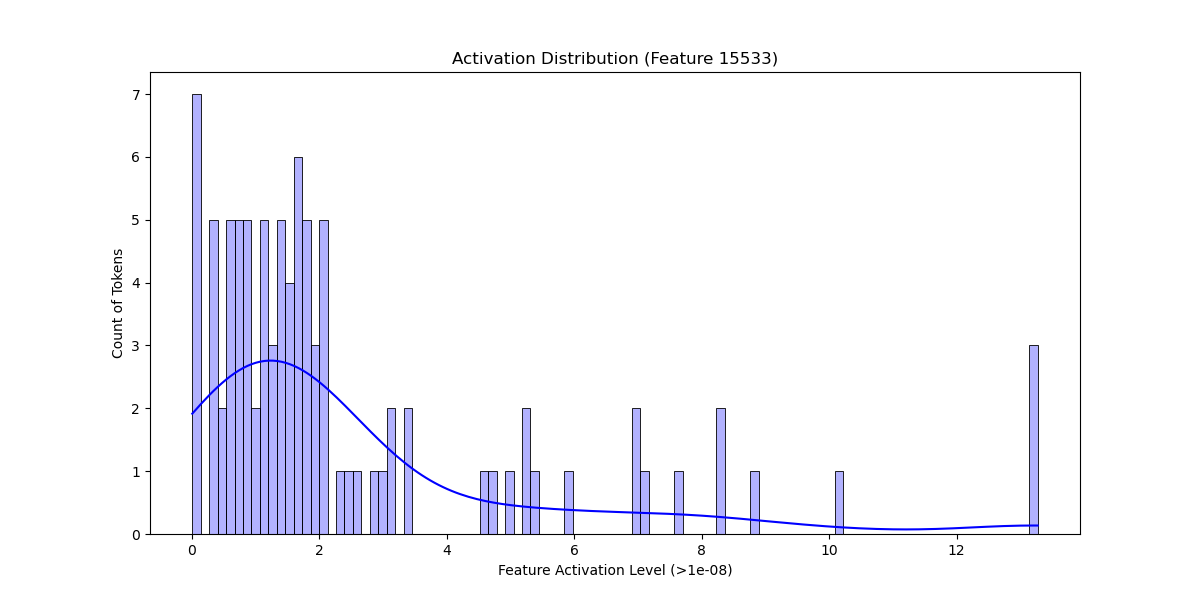 Activation Distribution (Feature 15533)
7
6
5
4
3
2
1
0
Count of Tokens
0 2 4 6 8 10 12
Feature Activation Level (>1e-08)